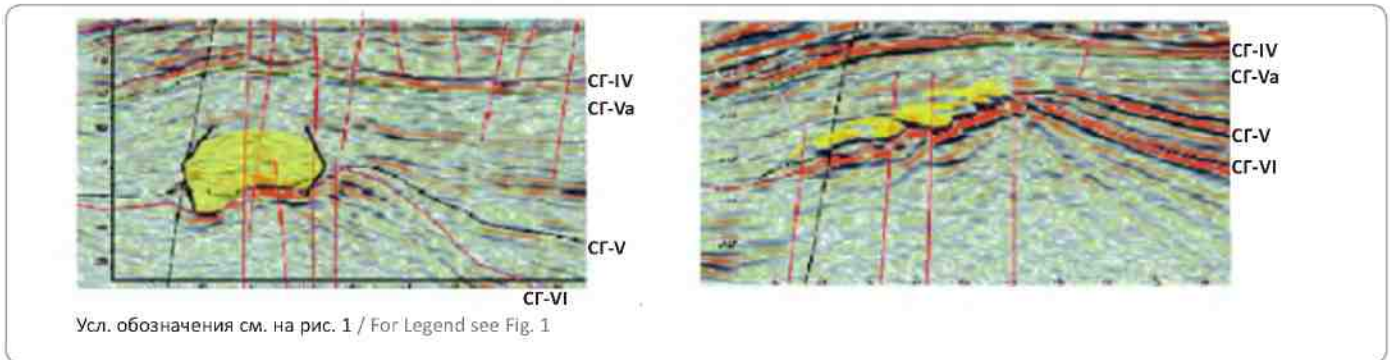 СГ-IV
СГ-Va
СГ-V
СГ-VI
СГ-IV
СГ-Va
СГ-V
СГ-VI
Усл. обозначения см. на рис. 1 / For Legend see Fig. 1